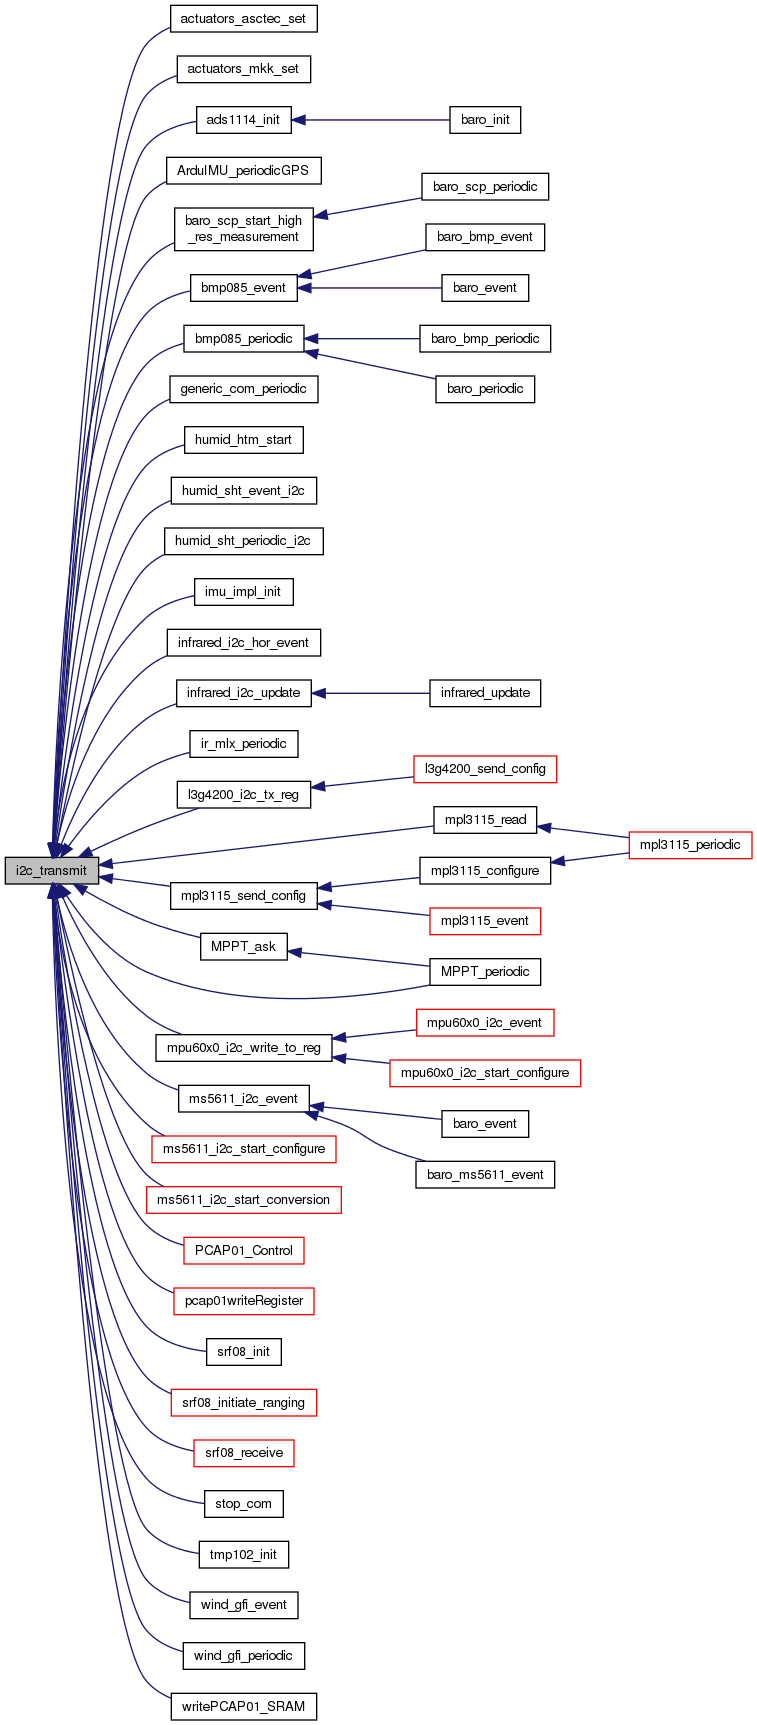 actuators_asctec_set
actuators_mkk_set
ads1114_init
baro_init
ArduIMU_periodicGPS
baro_scp_periodic
baro_scp_start_high
_res_measurement
baro_bmp_event
bmp085_event
baro_event
bmp085_periodic
baro_bmp_periodic
baro_periodic
generic_com_periodic
humid_htm_start
humid_sht_event_i2c
humid_sht_periodic_i2c
imu_impl_init
infrared_i2c_hor_event
infrared_i2c_update
infrared_update
ir_mlx_periodic
l3g4200_send_config
l3g4200_i2c_tx_reg
mpl3115_read
mpl3115_periodic
i2c_transmit
mpl3115_configure
mpl3115_send_config
mpl3115_event
MPPT_ask
MPPT_periodic
mpu60x0_i2c_event
mpu60x0_i2c_write_to_reg
mpu60x0_i2c_start_configure
ms5611_i2c_event
baro_event
ms5611_i2c_start_configure
baro_ms5611_event
ms5611_i2c_start_conversion
PCAP01_Control
pcap01writeRegister
srf08_init
srf08_initiate_ranging
srf08_receive
stop_com
tmp102_init
wind_gfi_event
wind_gfi_periodic
writePCAP01_SRAM